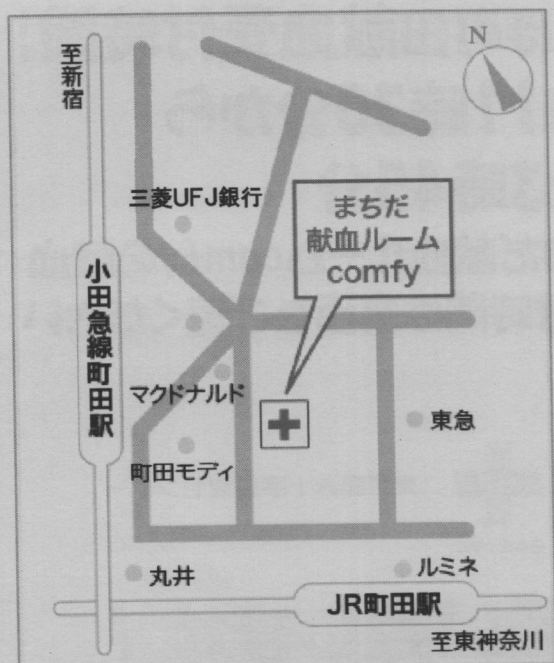 N
至新宿
三菱UFJ銀行
まちだ
献血ルーム
comfy
小田急線町田駅
マクドナルド
東急
町田モディ
丸井
ルミネ
JR町田駅
至東神奈川